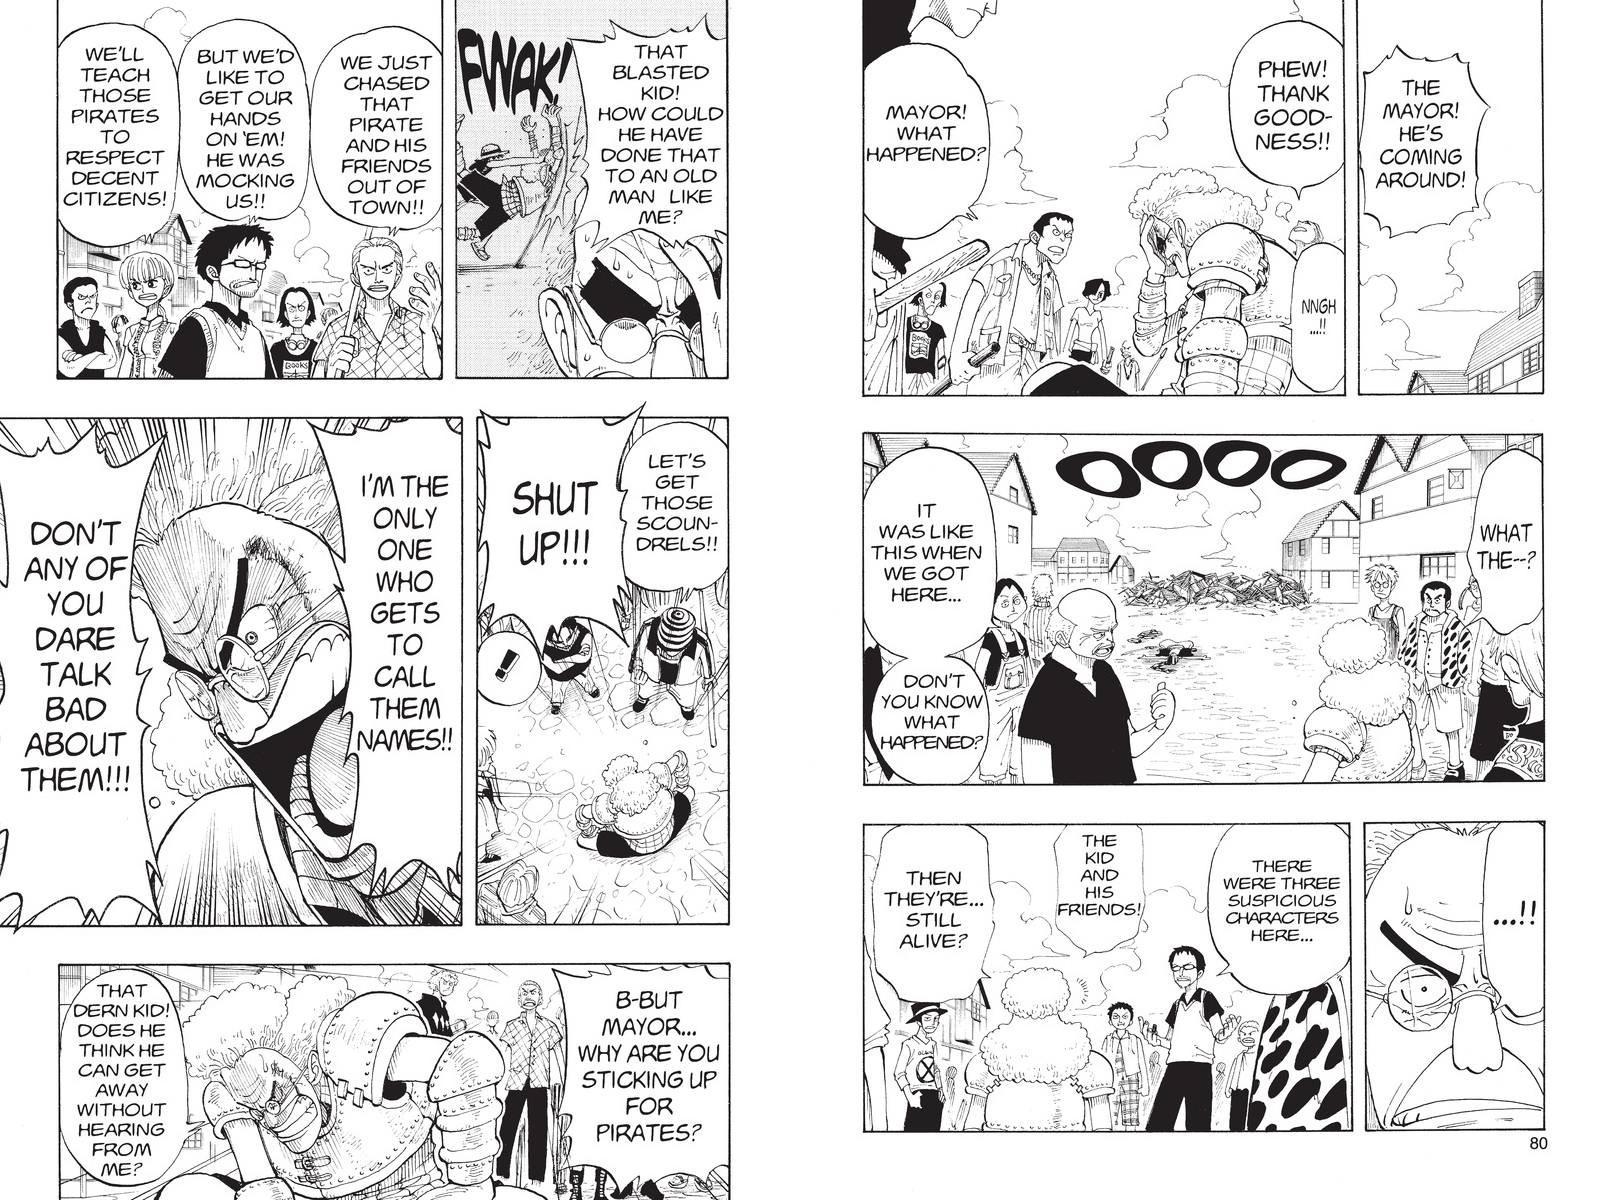 THE
MAYOR!
HE'S
COMING
AROUND!
PHEW!
THANK
GOOD-
NESS!!
NNGH
...!!
MAYOR!
WHAT
HAPPENED?
WHAT
THE--?
OOOO
IT
WAS LIKE
THIS WHEN
WE GOT
HERE...
DON'T
YOU KNOW
WHAT
HAPPENED?
...!!
THERE
WERE THREE
SUSPICIOUS
CHARACTERS
HERE...
THE
KID
AND
HIS
FRIENDS!
THEN
THEY'RE...
STILL
ALIVE?
80
THAT
BLASTED
KID!
HOW COULD
HE HAVE
DONE THAT
TO AN OLD
MAN LIKE
ME?
FWAK!
WE JUST
CHASED
THAT
PIRATE
AND HIS
FRIENDS
OUT OF
TOWN!!
BUT WE'D
LIKE TO
GET OUR
HANDS
ON 'EM!
HE WAS
MOCKING
US!!
WE'LL
TEACH
THOSE
PIRATES
TO
RESPECT
DECENT
CITIZENS!
BOOKS
LET'S
GET
THOSE
SCOUN-
DRELS!!
SHUT
UP!!!
!
I'M THE
ONLY
ONE
WHO
GETS
TO
CALL
THEM
NAMES!!
DON'T
ANY OF
YOU
DARE
TALK
BAD
ABOUT
THEM!!!
B-BUT
MAYOR...
WHY ARE YOU
STICKING UP
FOR
PIRATES?
THAT
DERN KID!
DOES HE
THINK HE
CAN GET
AWAY
WITHOUT
HEARING
FROM
ME?